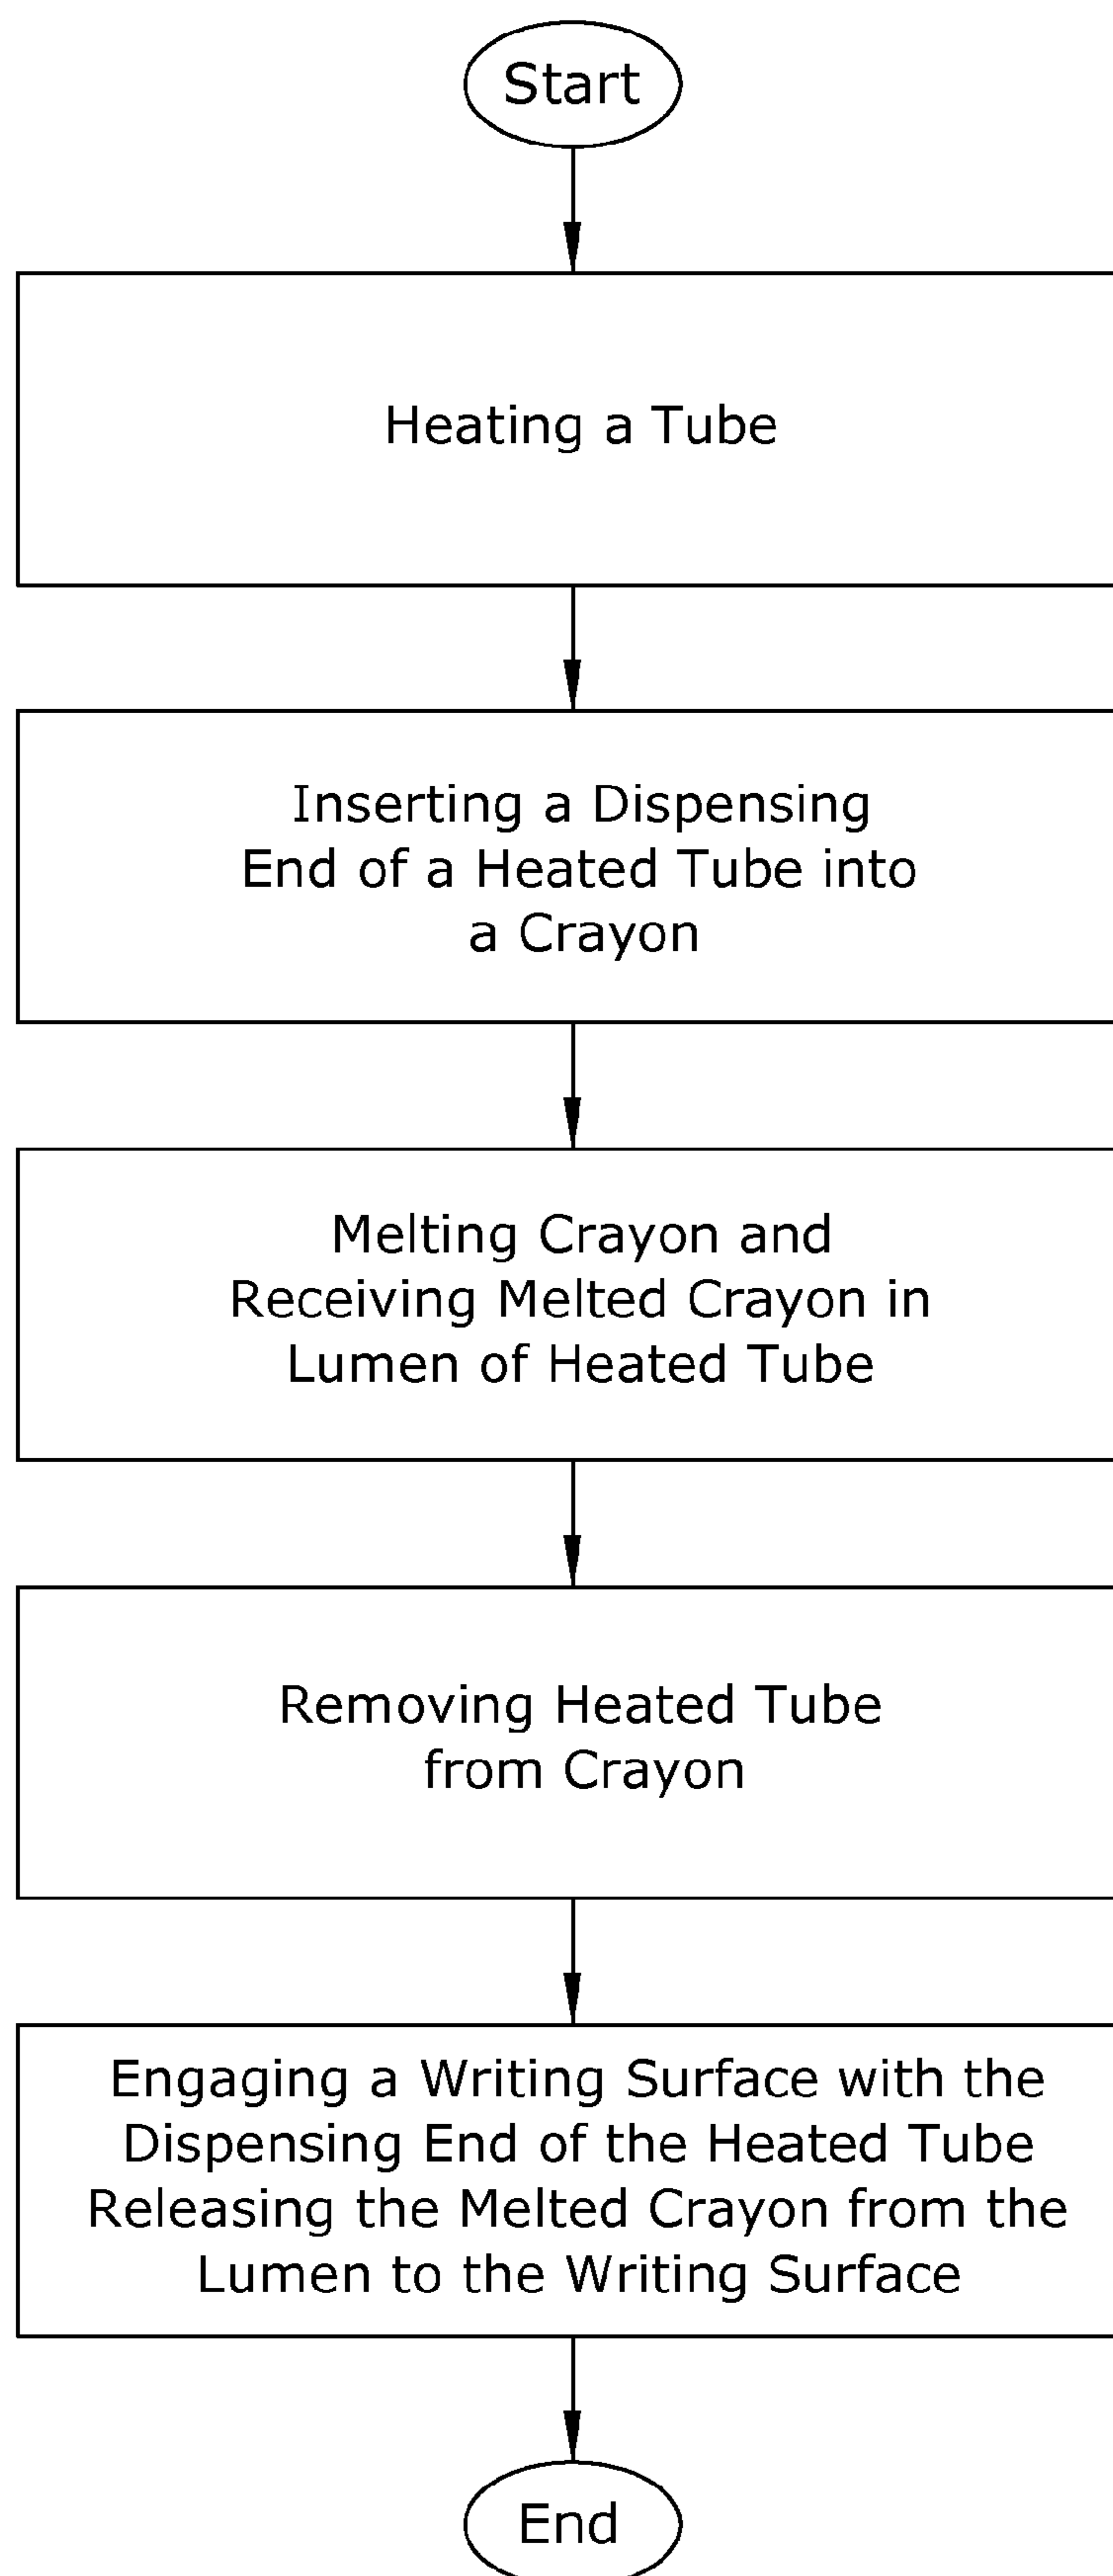 Start
Heating a Tube
Inserting a Dispensing
End of a Heated Tube into
a Crayon
Melting Crayon and
Receiving Melted Crayon in
Lumen of Heated Tube
Removing Heated Tube
from Crayon
Engaging a Writing Surface with the
Dispensing End of the Heated Tube
Releasing the Melted Crayon from the
Lumen to the Writing Surface
End